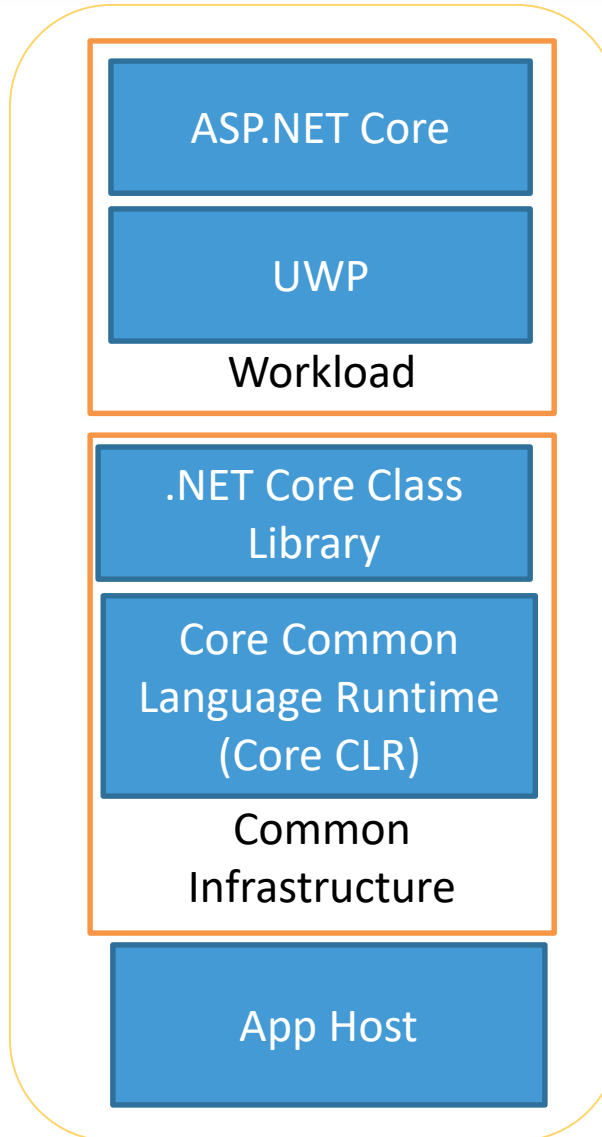 ASP.NET Core
UWP
Workload
.NET Core Class
Library
Core Common
Language Runtime
(Core CLR)
Common
Infrastructure
App Host